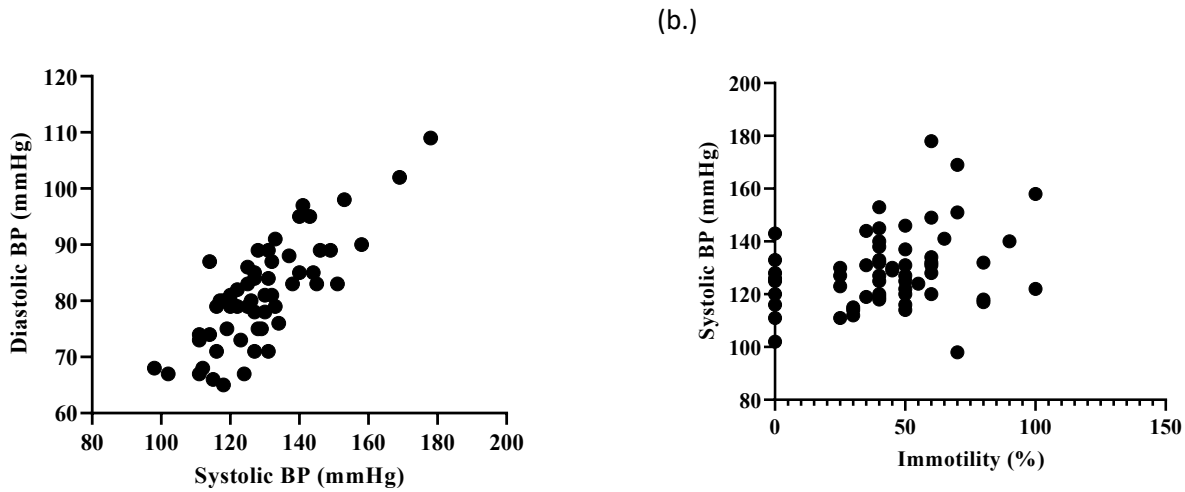 (b.)
Diastolic BP (mmHg)
120
110
100
90
80
70
60
80 100 120 140 160 180 200
Systolic BP (mmHg)
Systolic BP (mmHg)
200
180
160
140
120
100
80
0 50 100 150
Immotility (%)